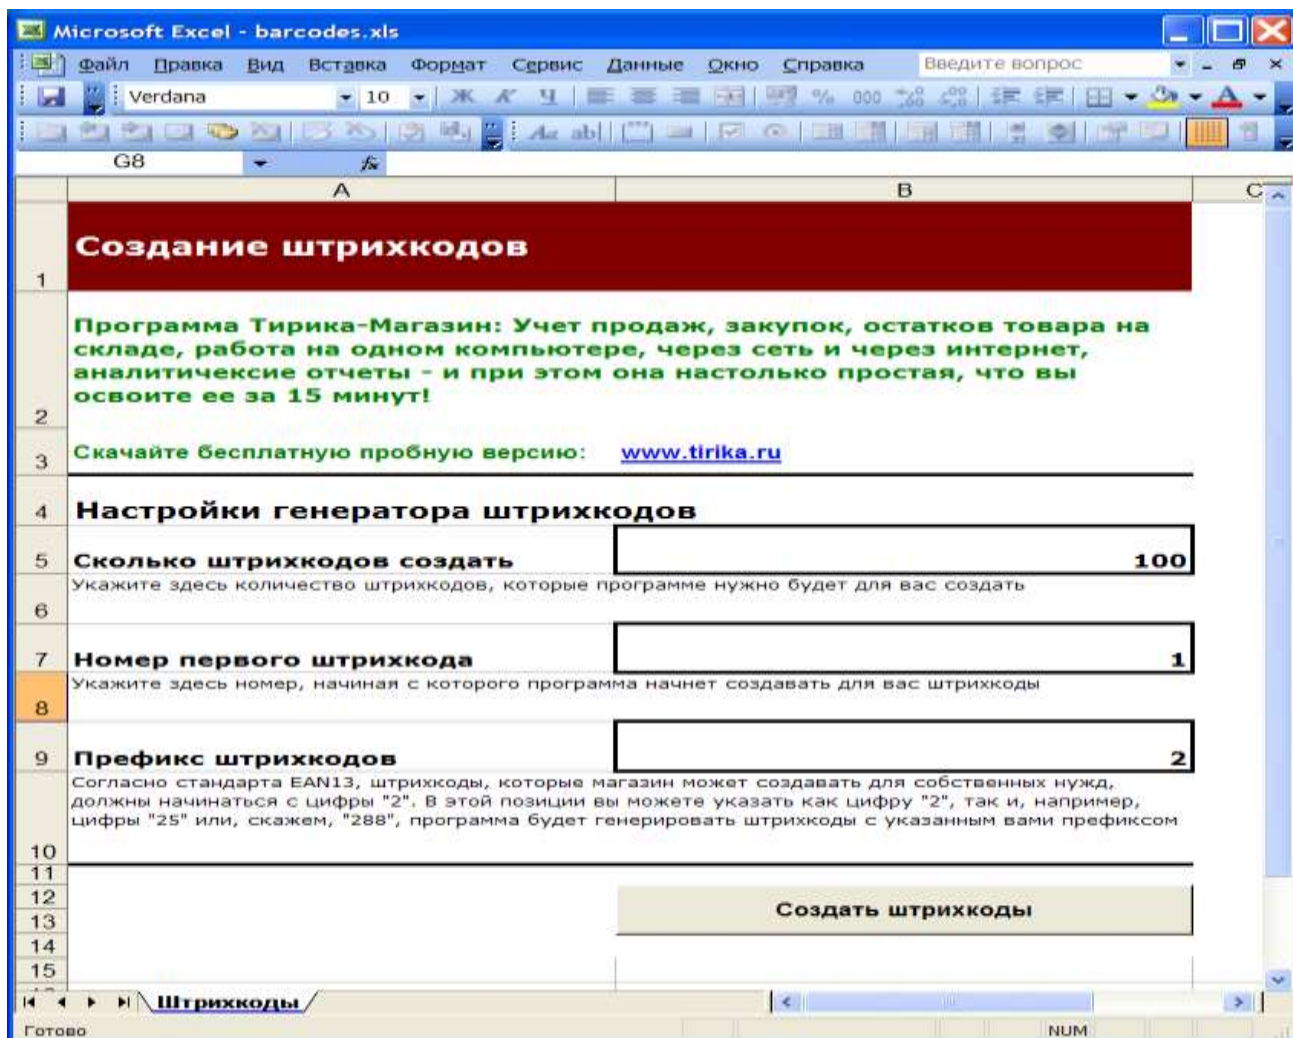 Microsoft Excel - barcodes.xls
Файл Правка Вид Вставка Формат Сервис Данные Окно Справка Введите вопрос
Verdana 10 Ж К Ч % 000
Aa ab|
G8 fx
A B C
Создание штрихкодов
1
Программа Тирика-Магазин: Учет продаж, закупок, остатков товара на
складе, работа на одном компьютере, через сеть и через интернет,
аналитичексие отчеты - и при этом она настолько простая, что вы
освоите ее за 15 минут!
2
3 Скачайте бесплатную пробную версию: www.tirika.ru
4 Настройки генератора штрихкодов
5 Сколько штрихкодов создать 100
Укажите здесь количество штрихкодов, которые программе нужно будет для вас создать
6
7 Номер первого штрихкода 1
Укажите здесь номер, начиная с которого программа начнет создавать для вас штрихкоды
8
9 Префикс штрихкодов 2
Согласно стандарта EAN13, штрихкоды, которые магазин может создавать для собственных нужд,
должны начинаться с цифры "2". В этой позиции вы можете указать как цифру "2", так и, например,
цифры "25" или, скажем, "288", программа будет генерировать штрихкоды с указанным вами префиксом
10
11
12
Создать штрихкоды
13
14
15
Штрихкоды
Готово NUM